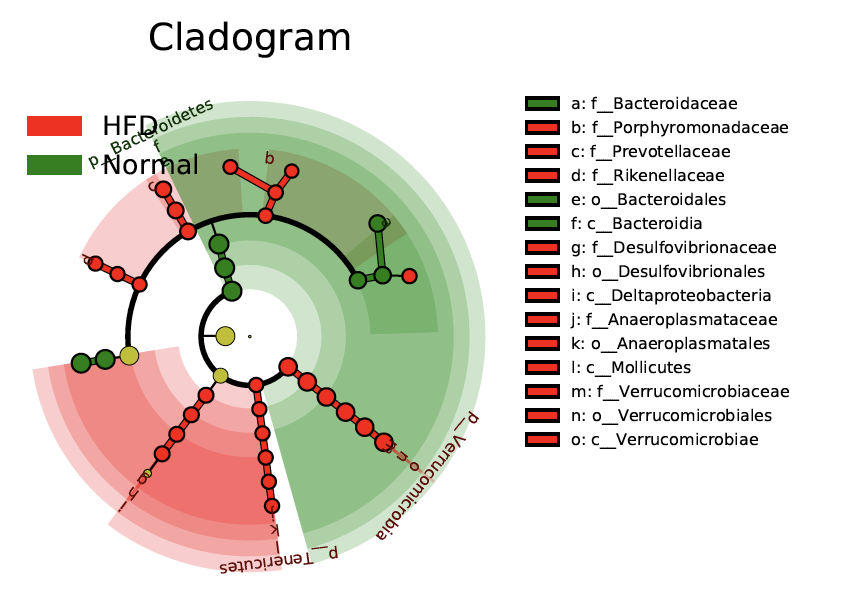 Cladogram
HFD
Normal
p__Bacteroidetes
f
b
p__Verrucomicrobia
p__Tenericutes
a: f__Bacteroidaceae
b: f__Porphyromonadaceae
c: f__Prevotellaceae
d: f__Rikenellaceae
e: o__Bacteroidales
f: c__Bacteroidia
g: f__Desulfovibrionaceae
h: o__Desulfovibrionales
i: c__Deltaproteobacteria
j: f__Anaeroplasmataceae
k: o__Anaeroplasmatales
l: c__Mollicutes
m: f__Verrucomicrobiaceae
n: o__Verrucomicrobiales
o: c__Verrucomicrobiae